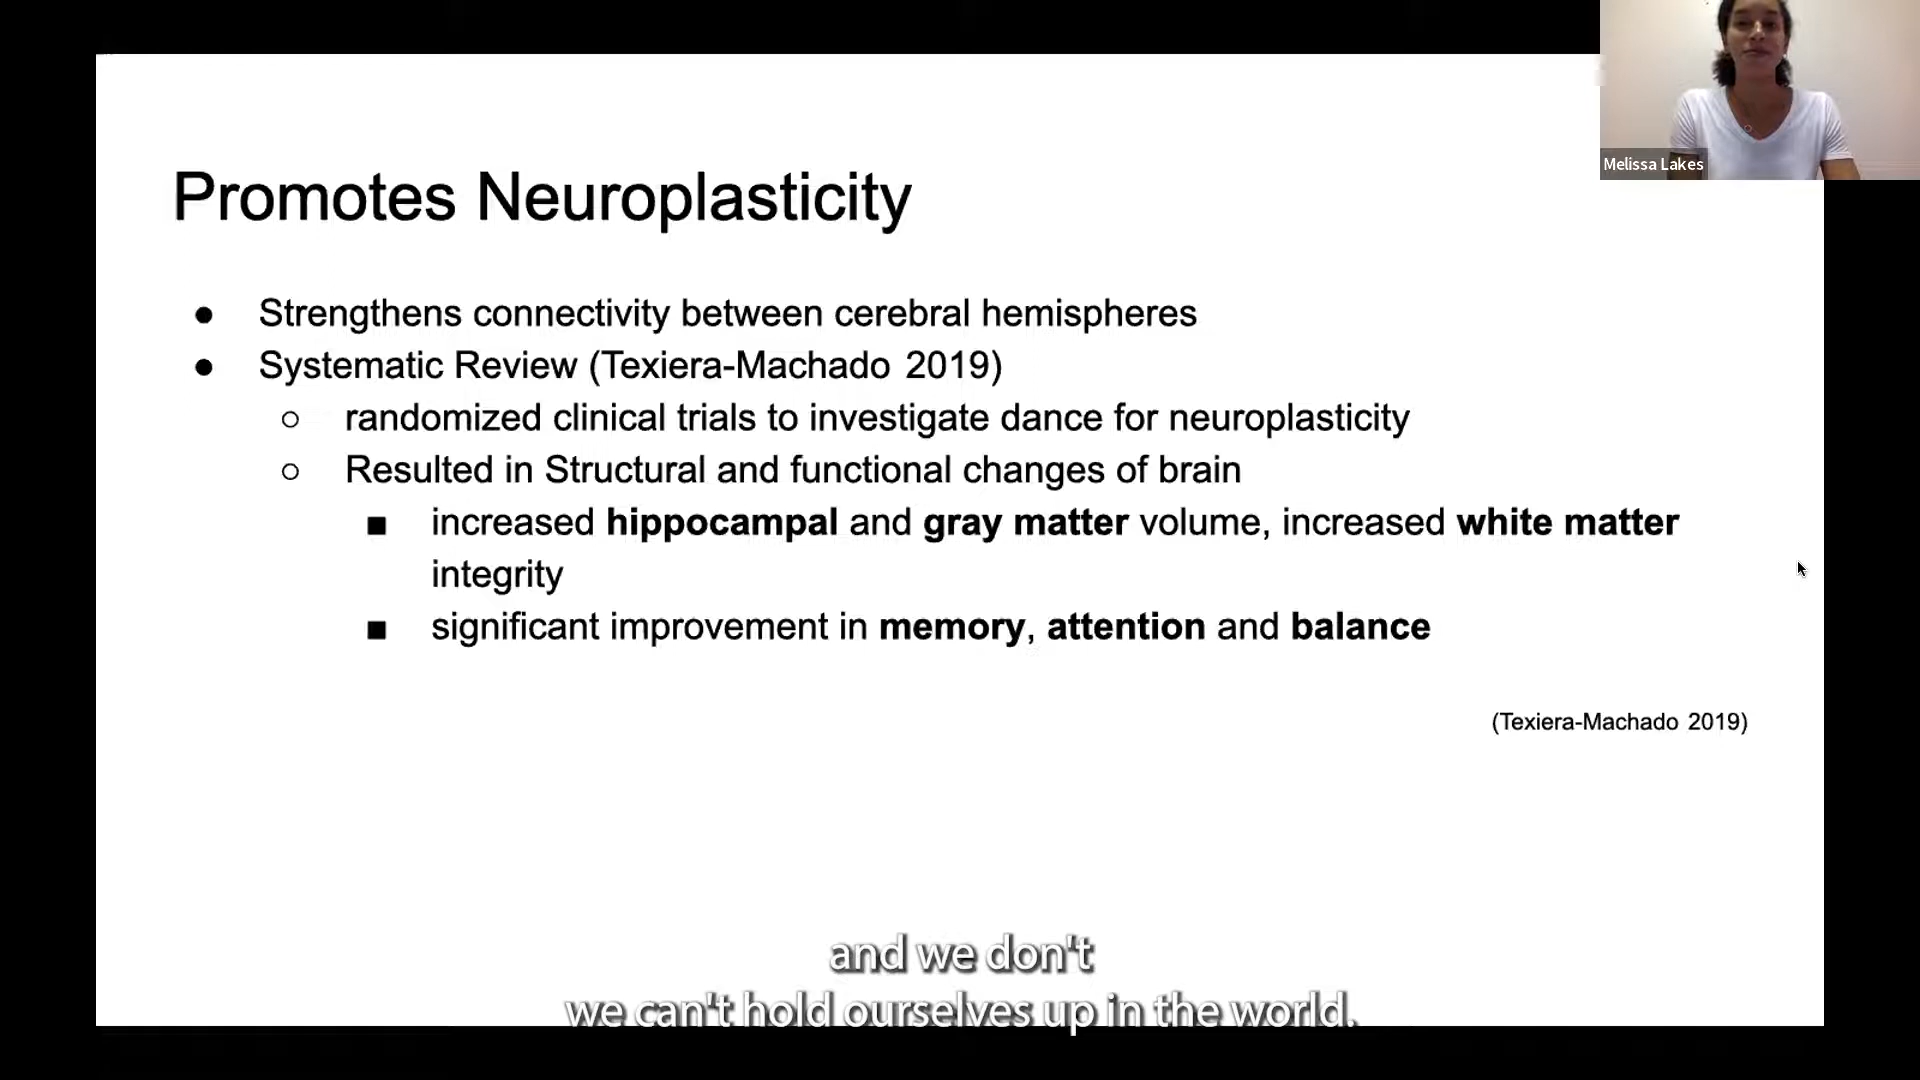 Melissa Lakes
Promotes Neuroplasticity
● Strengthens connectivity between cerebral hemispheres
● Systematic Review (Texiera-Machado 2019)
○ randomized clinical trials to investigate dance for neuroplasticity
○ Resulted in Structural and functional changes of brain
■ increased hippocampal and gray matter volume, increased white matter
integrity
■ significant improvement in memory, attention and balance
(Texiera-Machado 2019)
and we don't
we can't hold ourselves up in the world.